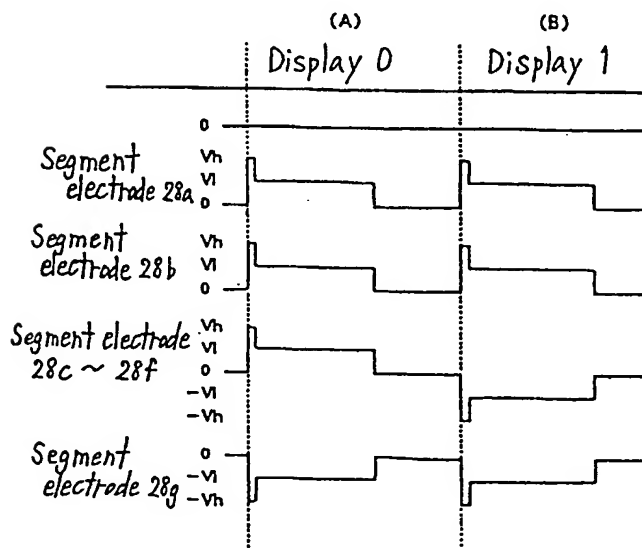 (A) (B)
Display 0 Display 1
0
Segment
electrode 28a
Vh
Vl
0
Segment
electrode 28b
Vh
Vl
0
Segment electrode
28c ~ 28f
Vh
Vl
0
-Vl
-Vh
Segment
electrode 28g
0
-Vl
-Vh